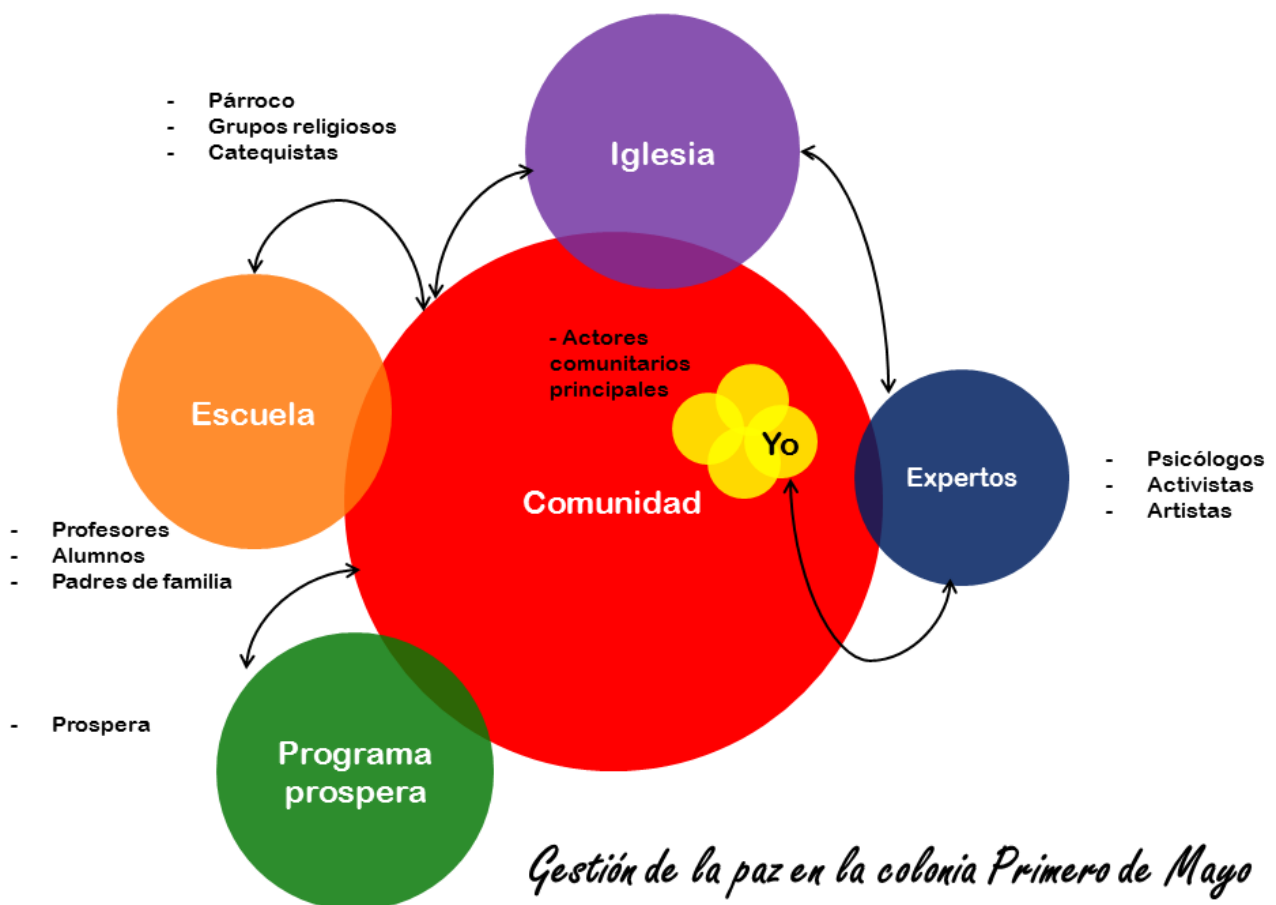 - Párroco
- Grupos religiosos
- Catequistas
Iglesia
- Actores
comunitarios
principales
Escuela
Yo
Comunidad
Expertos
- Psicólogos
- Activistas
- Artistas
- Profesores
- Alumnos
- Padres de familia
- Prospera
Programa
prospera
Gestión de la paz en la colonia Primero de Mayo